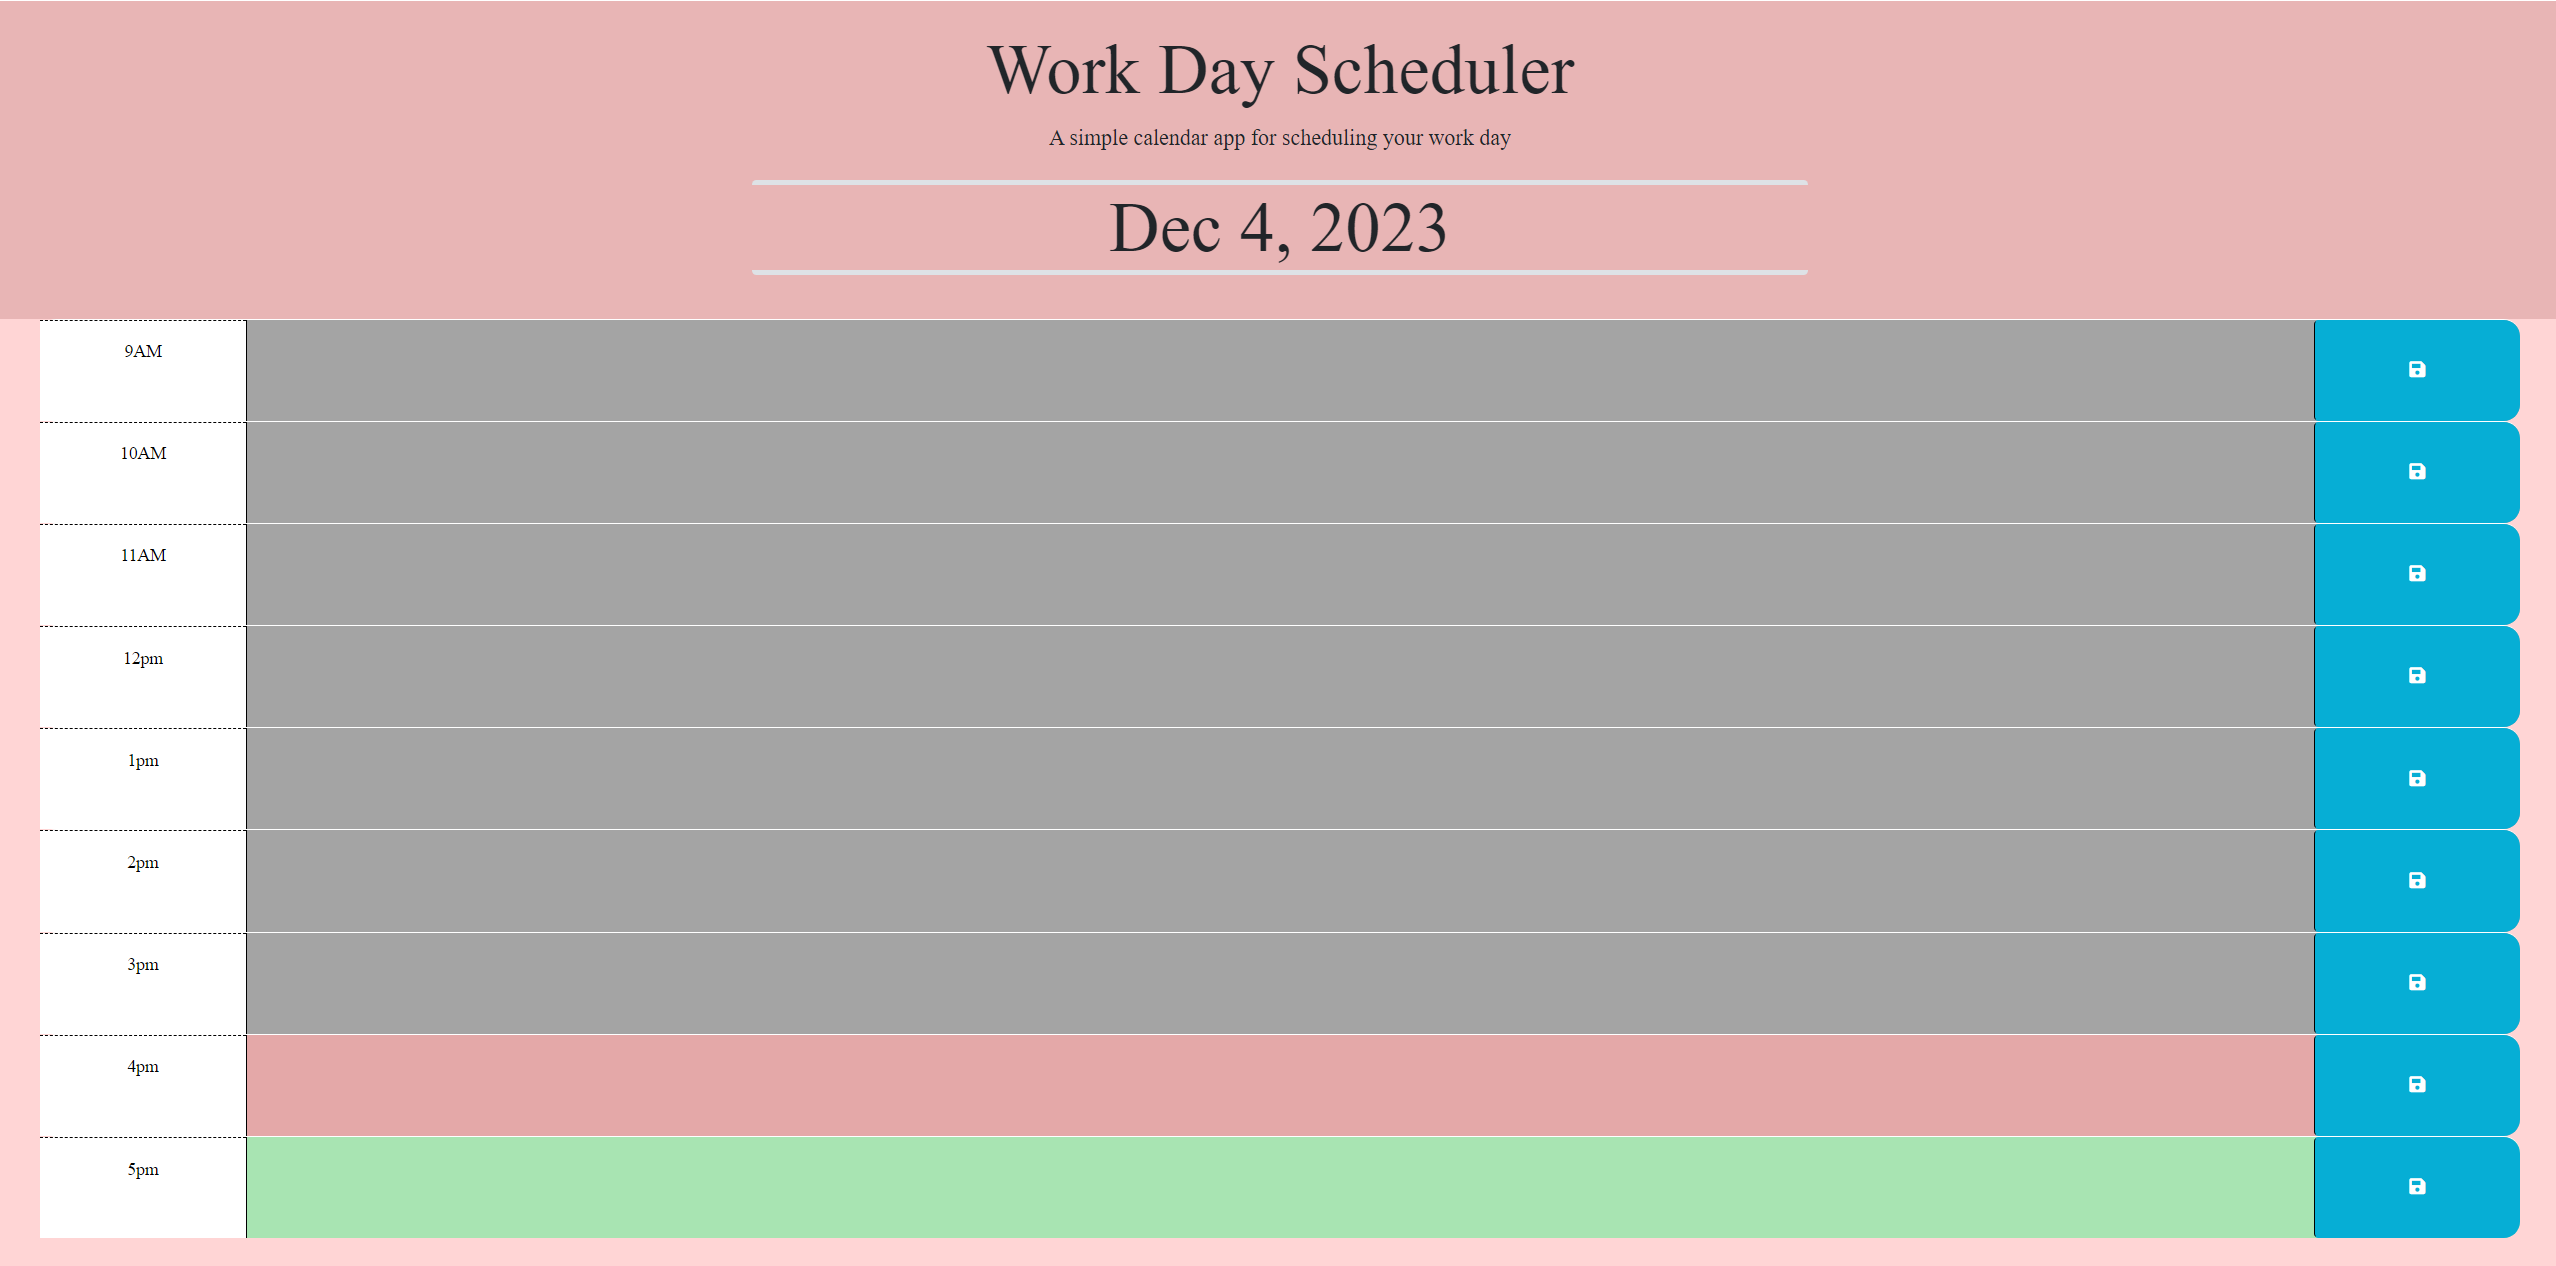 Work Day Scheduler
A simple calendar app for scheduling your work day
Dec 4, 2023
9AM
10AM
11AM
12pm
1pm
2pm
3pm
4pm
5pm